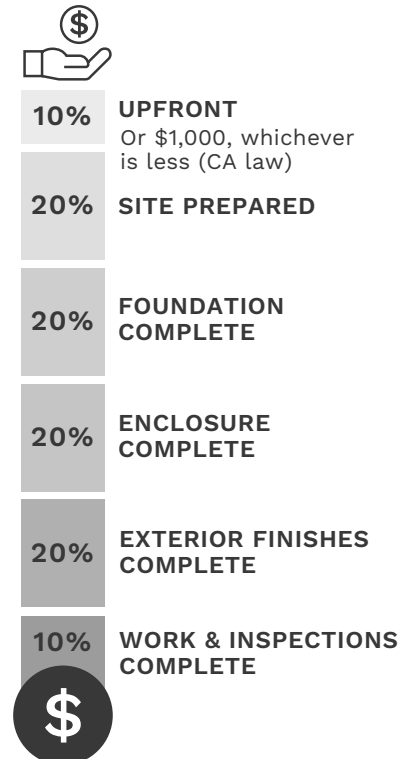 $
10% UPFRONT
Or $1,000, whichever
is less (CA law)
20% SITE PREPARED
20% FOUNDATION
COMPLETE
20% ENCLOSURE
COMPLETE
20% EXTERIOR FINISHES
COMPLETE
10% WORK & INSPECTIONS
COMPLETE
$